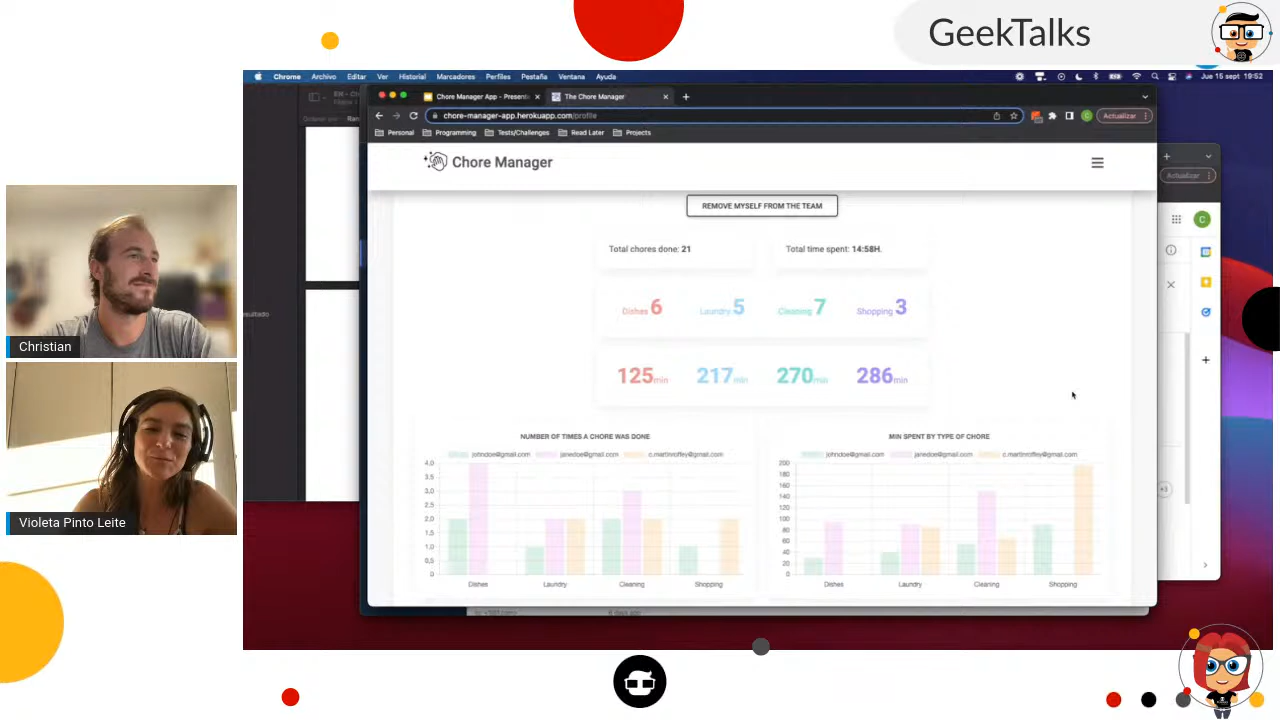 GeekTalks
Chrome Archivo Editar Ver Historial Marcadores Perfiles Pestaña Ventana Ayuda
Jue 15 sept 19:52
Chore Manager App - Present
The Chore Manager
chore-manager-app.herokuapp.com/profile
Actualizar
Personal Programming Tests/Challenges Read Later Projects
Actualizar
Chore Manager
C
REMOVE MYSELF FROM THE TEAM
Total chores done: 21
Total time spent: 14:58H.
Dishes 6 Laundry 5 Cleaning 7 Shopping 3
125min 217min 270min 286min
NUMBER OF TIMES A CHORE WAS DONE
johndoe@gmail.com janedoe@gmail.com c.martinroffey@gmail.com
4,0
3,5
3,0
2,5
2,0
1,5
1,0
0,5
0
Dishes Laundry Cleaning Shopping
MIN SPENT BY TYPE OF CHORE
johndoe@gmail.com janedoe@gmail.com c.martinroffey@gmail.com
200
180
160
140
120
100
80
60
40
20
0
Dishes Laundry Cleaning Shopping
6 days ago
Christian
Violeta Pinto Leite